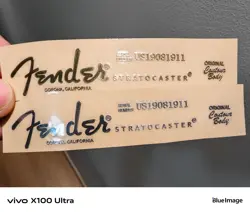 Fender
STRATOCASTER®
US19081911
ORIGINAL
Contour
Body
CORONA, CALIFORNIA
Fender
STRATOCASTER®
US19081911
ORIGINAL
Contour
Body
CORONA, CALIFORNIA
vivo X100 Ultra
BlueImage